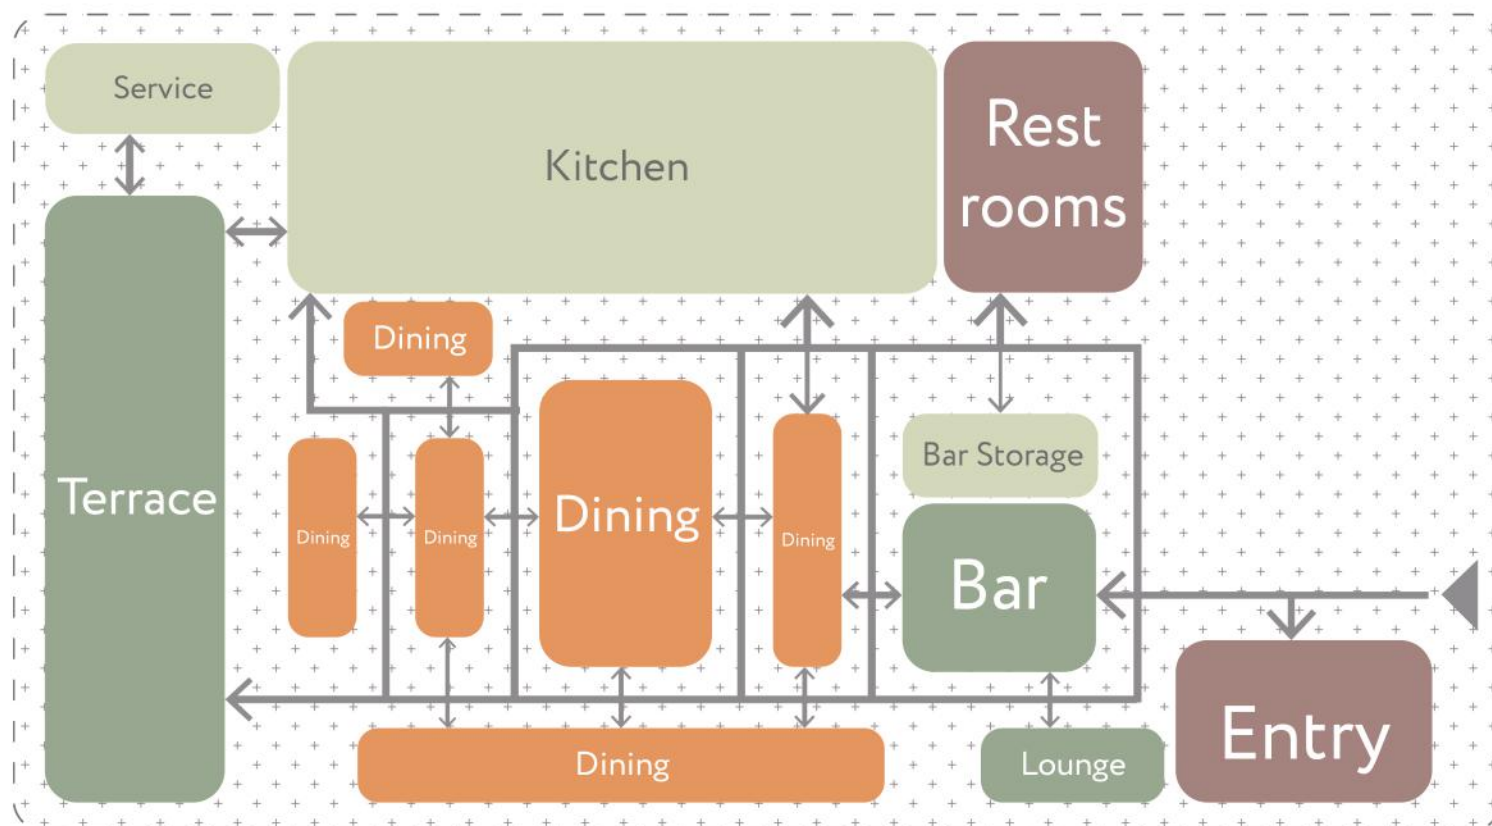 Service
Kitchen
Rest
rooms
Dining
Bar Storage
Terrace
Dining
Dining
Dining
Dining
Bar
Dining
Lounge
Entry